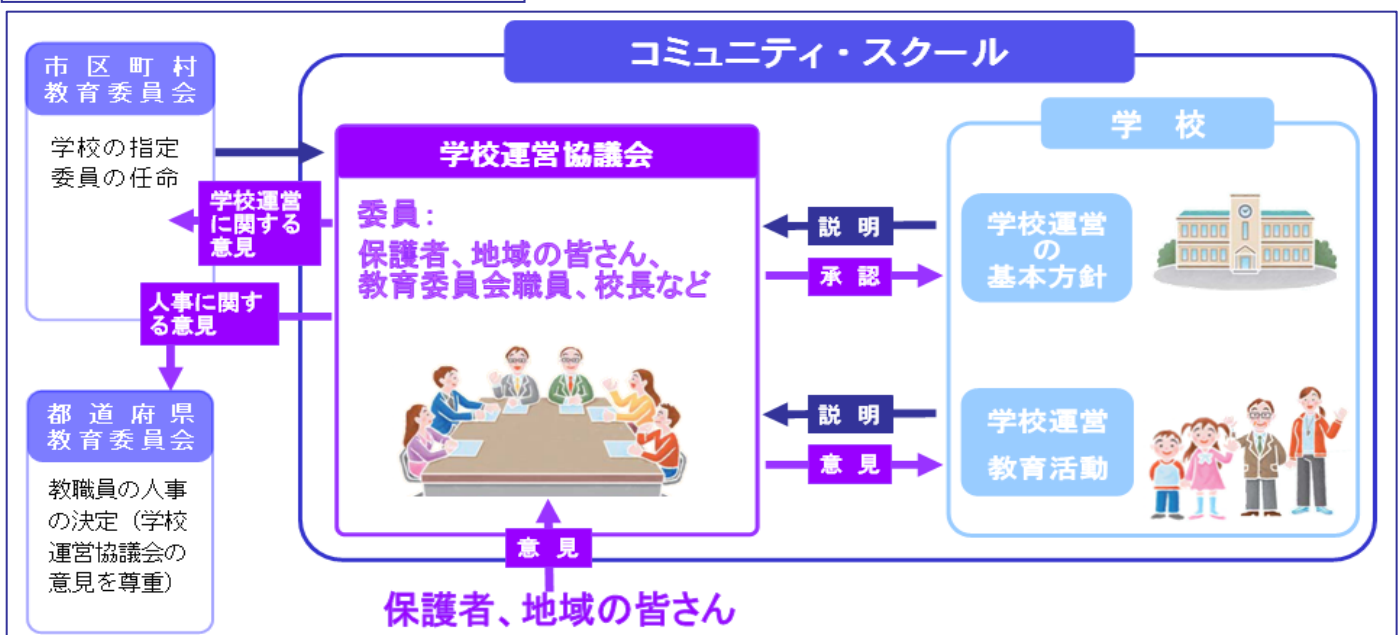 コミュニティ・スクール
市区町村
教育委員会
学校の指定
委員の任命
学校運営
に関する
意見
人事に関す
る意見
都道府県
教育委員会
教職員の人事
の決定（学校
運営協議会の
意見を尊重）
学校運営協議会
委員：
保護者、地域の皆さん、
教育委員会職員、校長など
意見
保護者、地域の皆さん
説明
承認
説明
意見
学校
学校運営
の
基本方針
学校運営
教育活動